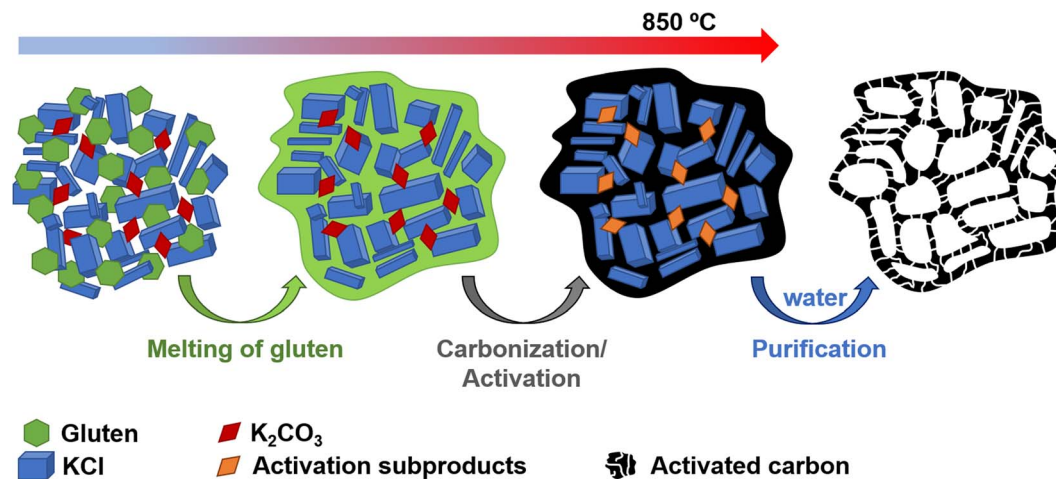 850 ºC
water
Melting of gluten
Carbonization/
Activation
Purification
Gluten
K₂CO₃
KCl
Activation subproducts
Activated carbon